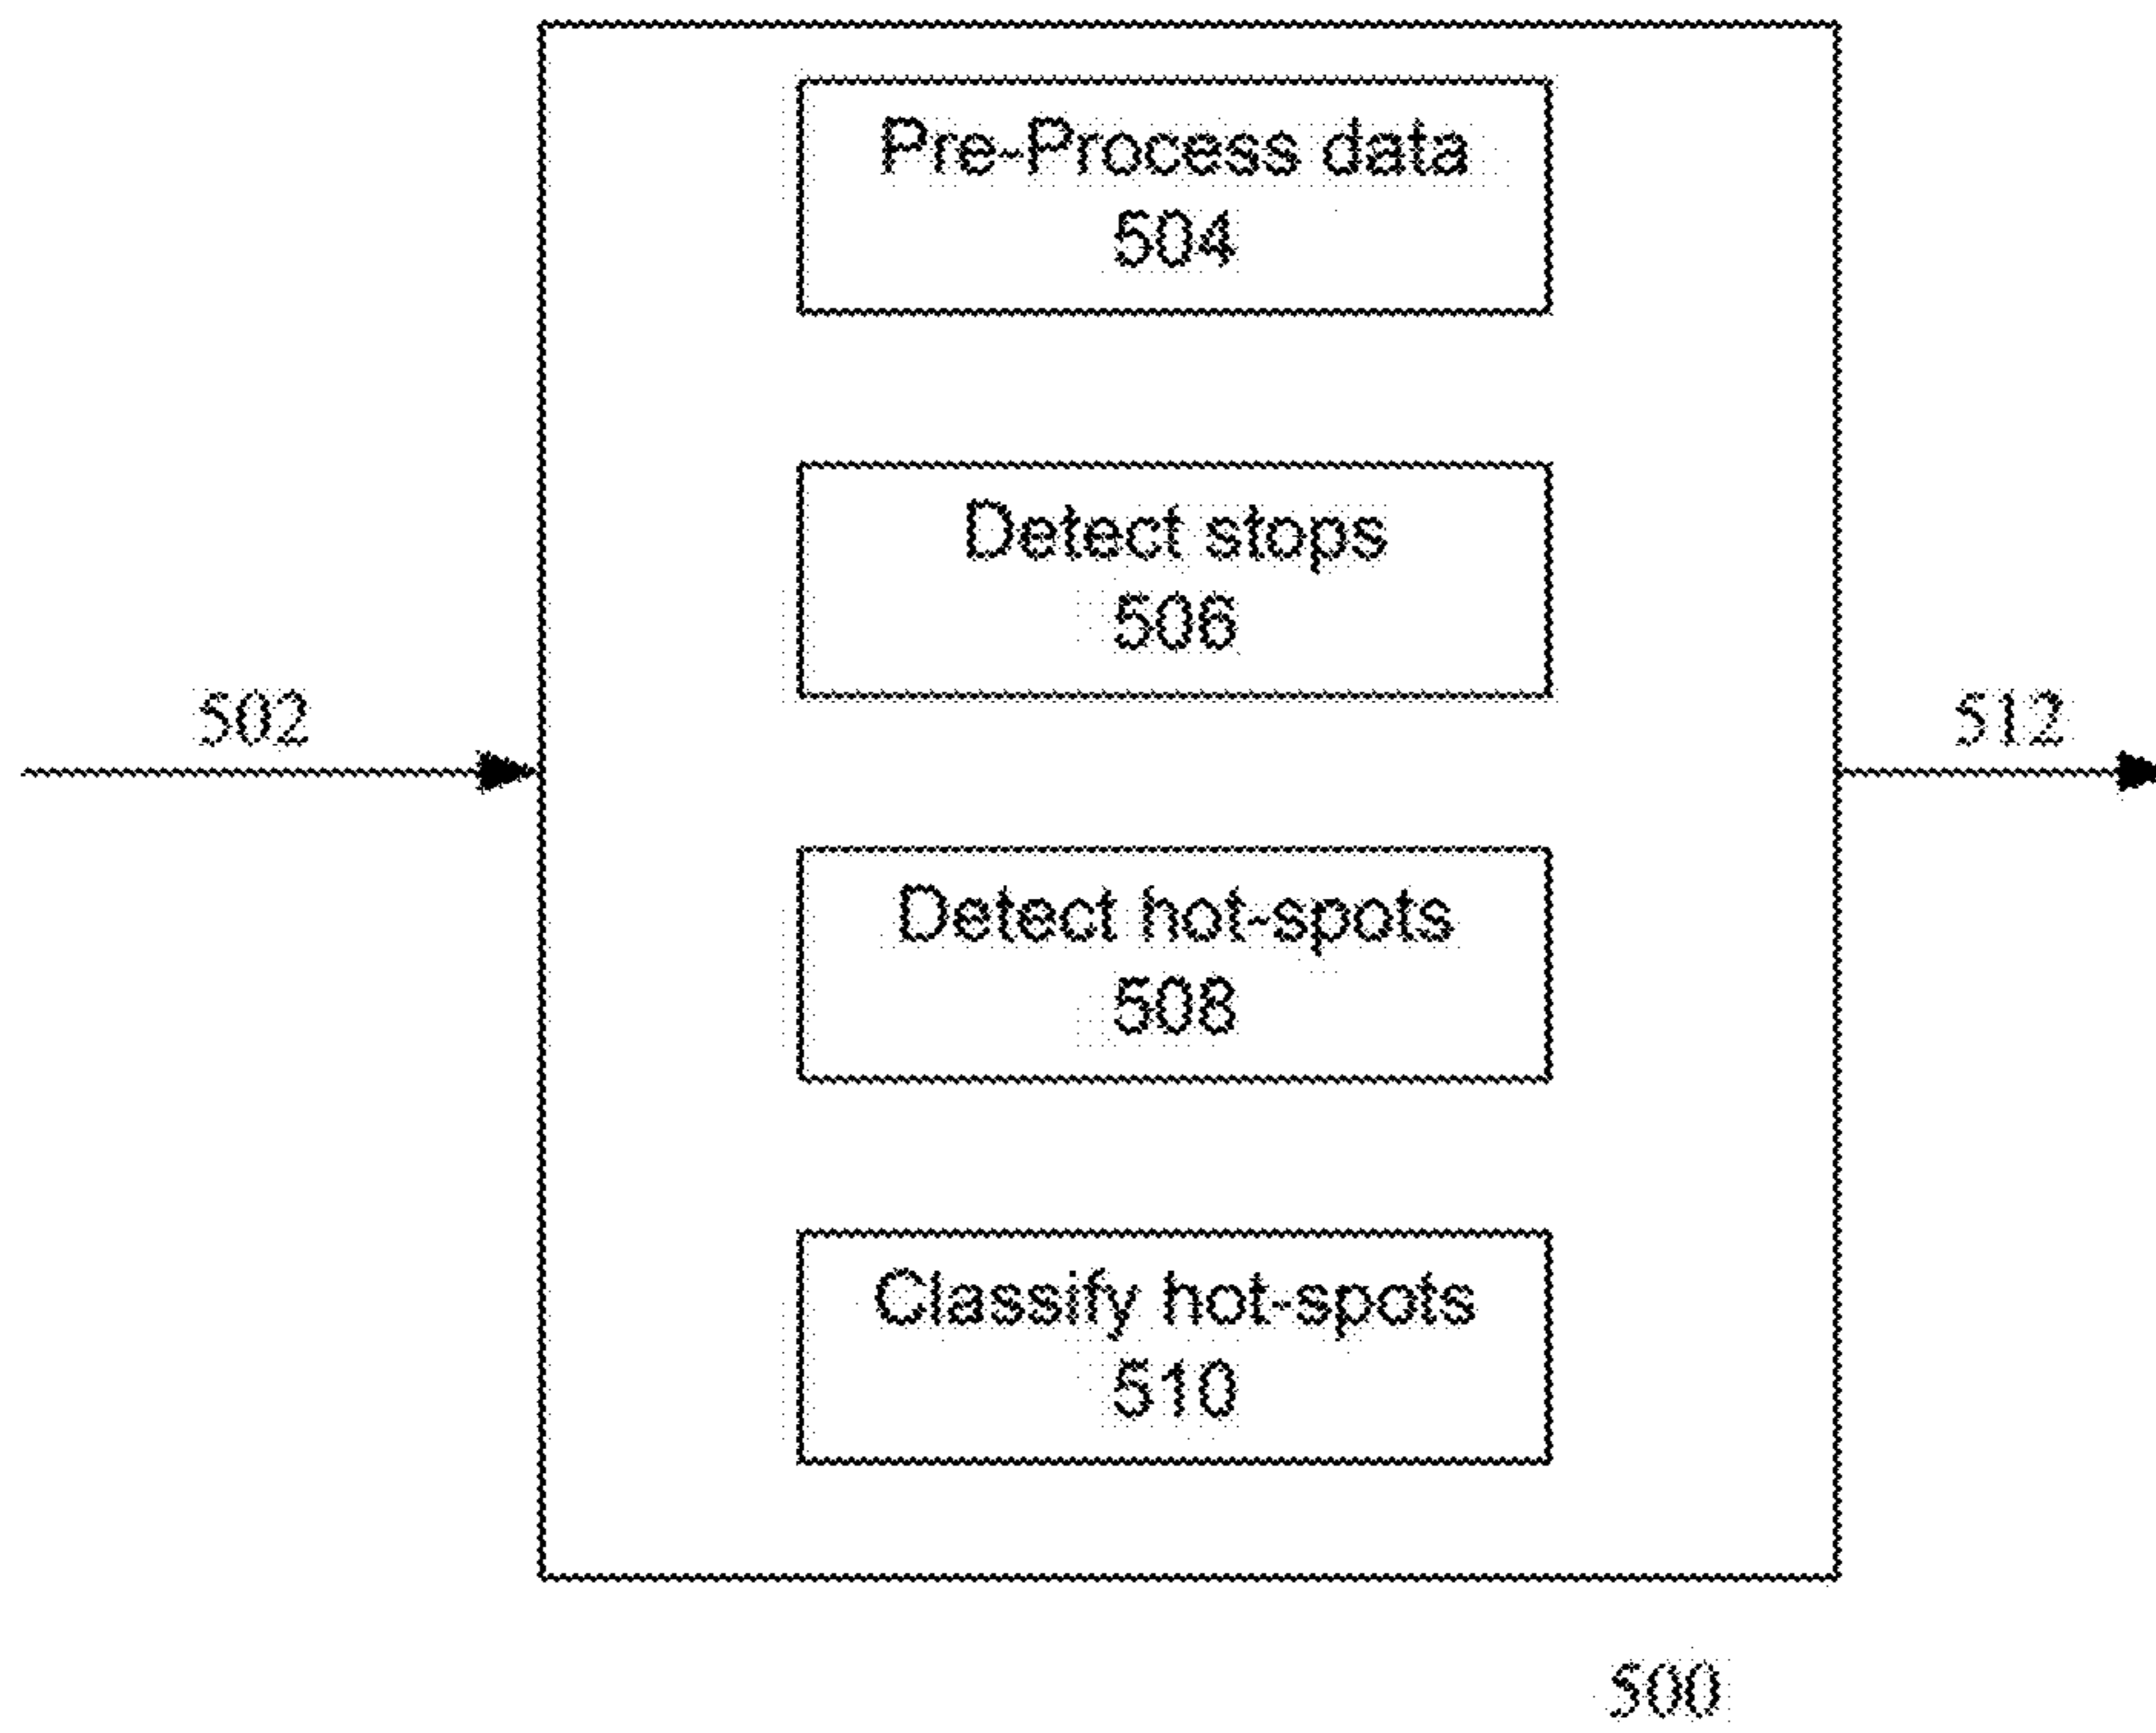 Pre-Process data
504
Detect stops
506
502
512
Detect hot-spots
508
Classify hot-spots
510
500